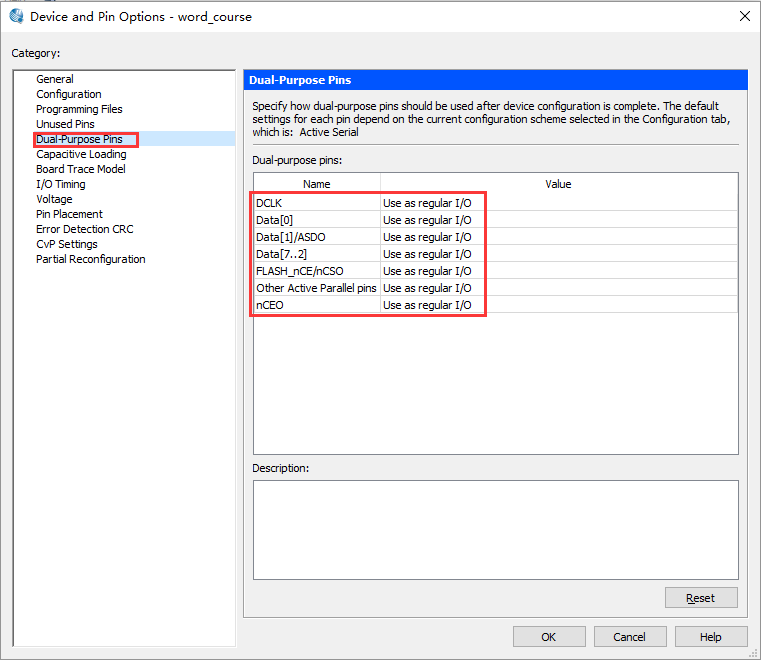 Device and Pin Options - word_course
Category:
General
Configuration
Programming Files
Unused Pins
Dual-Purpose Pins
Capacitive Loading
Board Trace Model
I/O Timing
Voltage
Pin Placement
Error Detection CRC
CvP Settings
Partial Reconfiguration
Dual-Purpose Pins
Specify how dual-purpose pins should be used after device configuration is complete. The default
settings for each pin depend on the current configuration scheme selected in the Configuration tab,
which is: Active Serial
Dual-purpose pins:
Name Value
DCLK Use as regular I/O
Data[0] Use as regular I/O
Data[1]/ASDO Use as regular I/O
Data[7..2] Use as regular I/O
FLASH_nCE/nCSO Use as regular I/O
Other Active Parallel pins Use as regular I/O
nCEO Use as regular I/O
Description:
Reset
OK Cancel Help